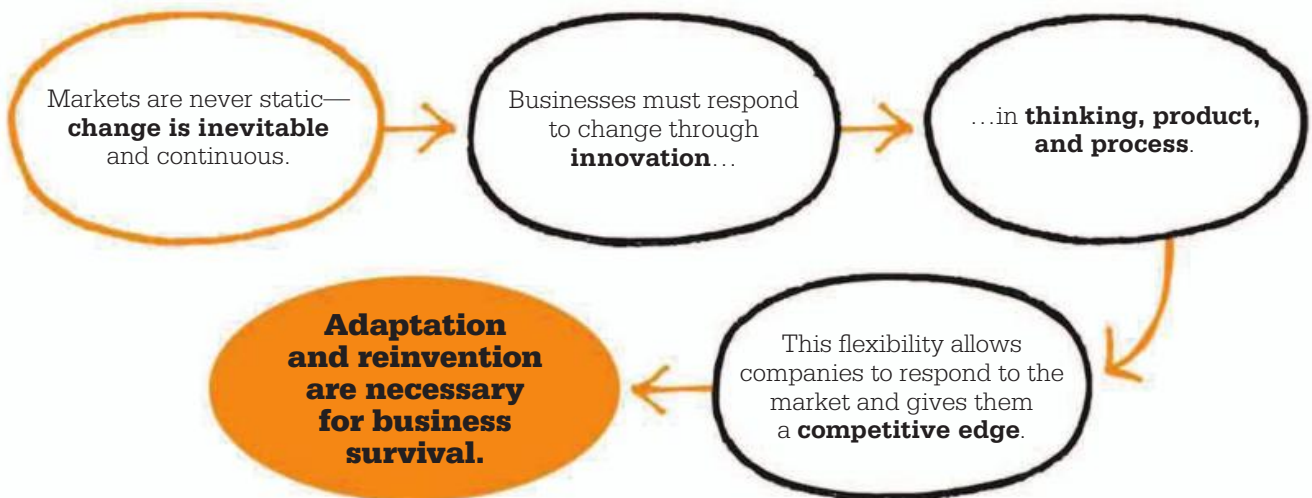 Markets are never static—
change is inevitable
and continuous.
Businesses must respond
to change through
innovation…
…in thinking, product,
and process.
This flexibility allows
companies to respond to the
market and gives them
a competitive edge.
Adaptation
and reinvention
are necessary
for business
survival.